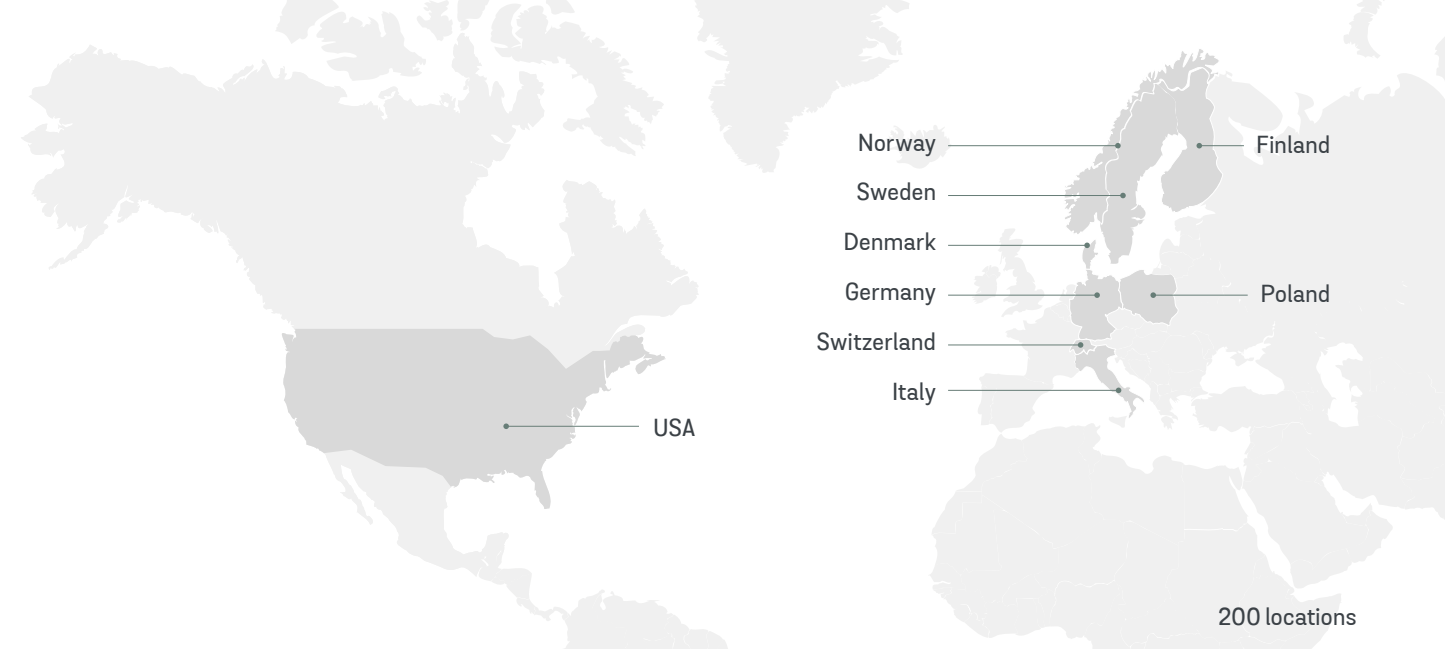 Norway
Finland
Sweden
Denmark
Germany
Poland
Switzerland
Italy
USA
200 locations